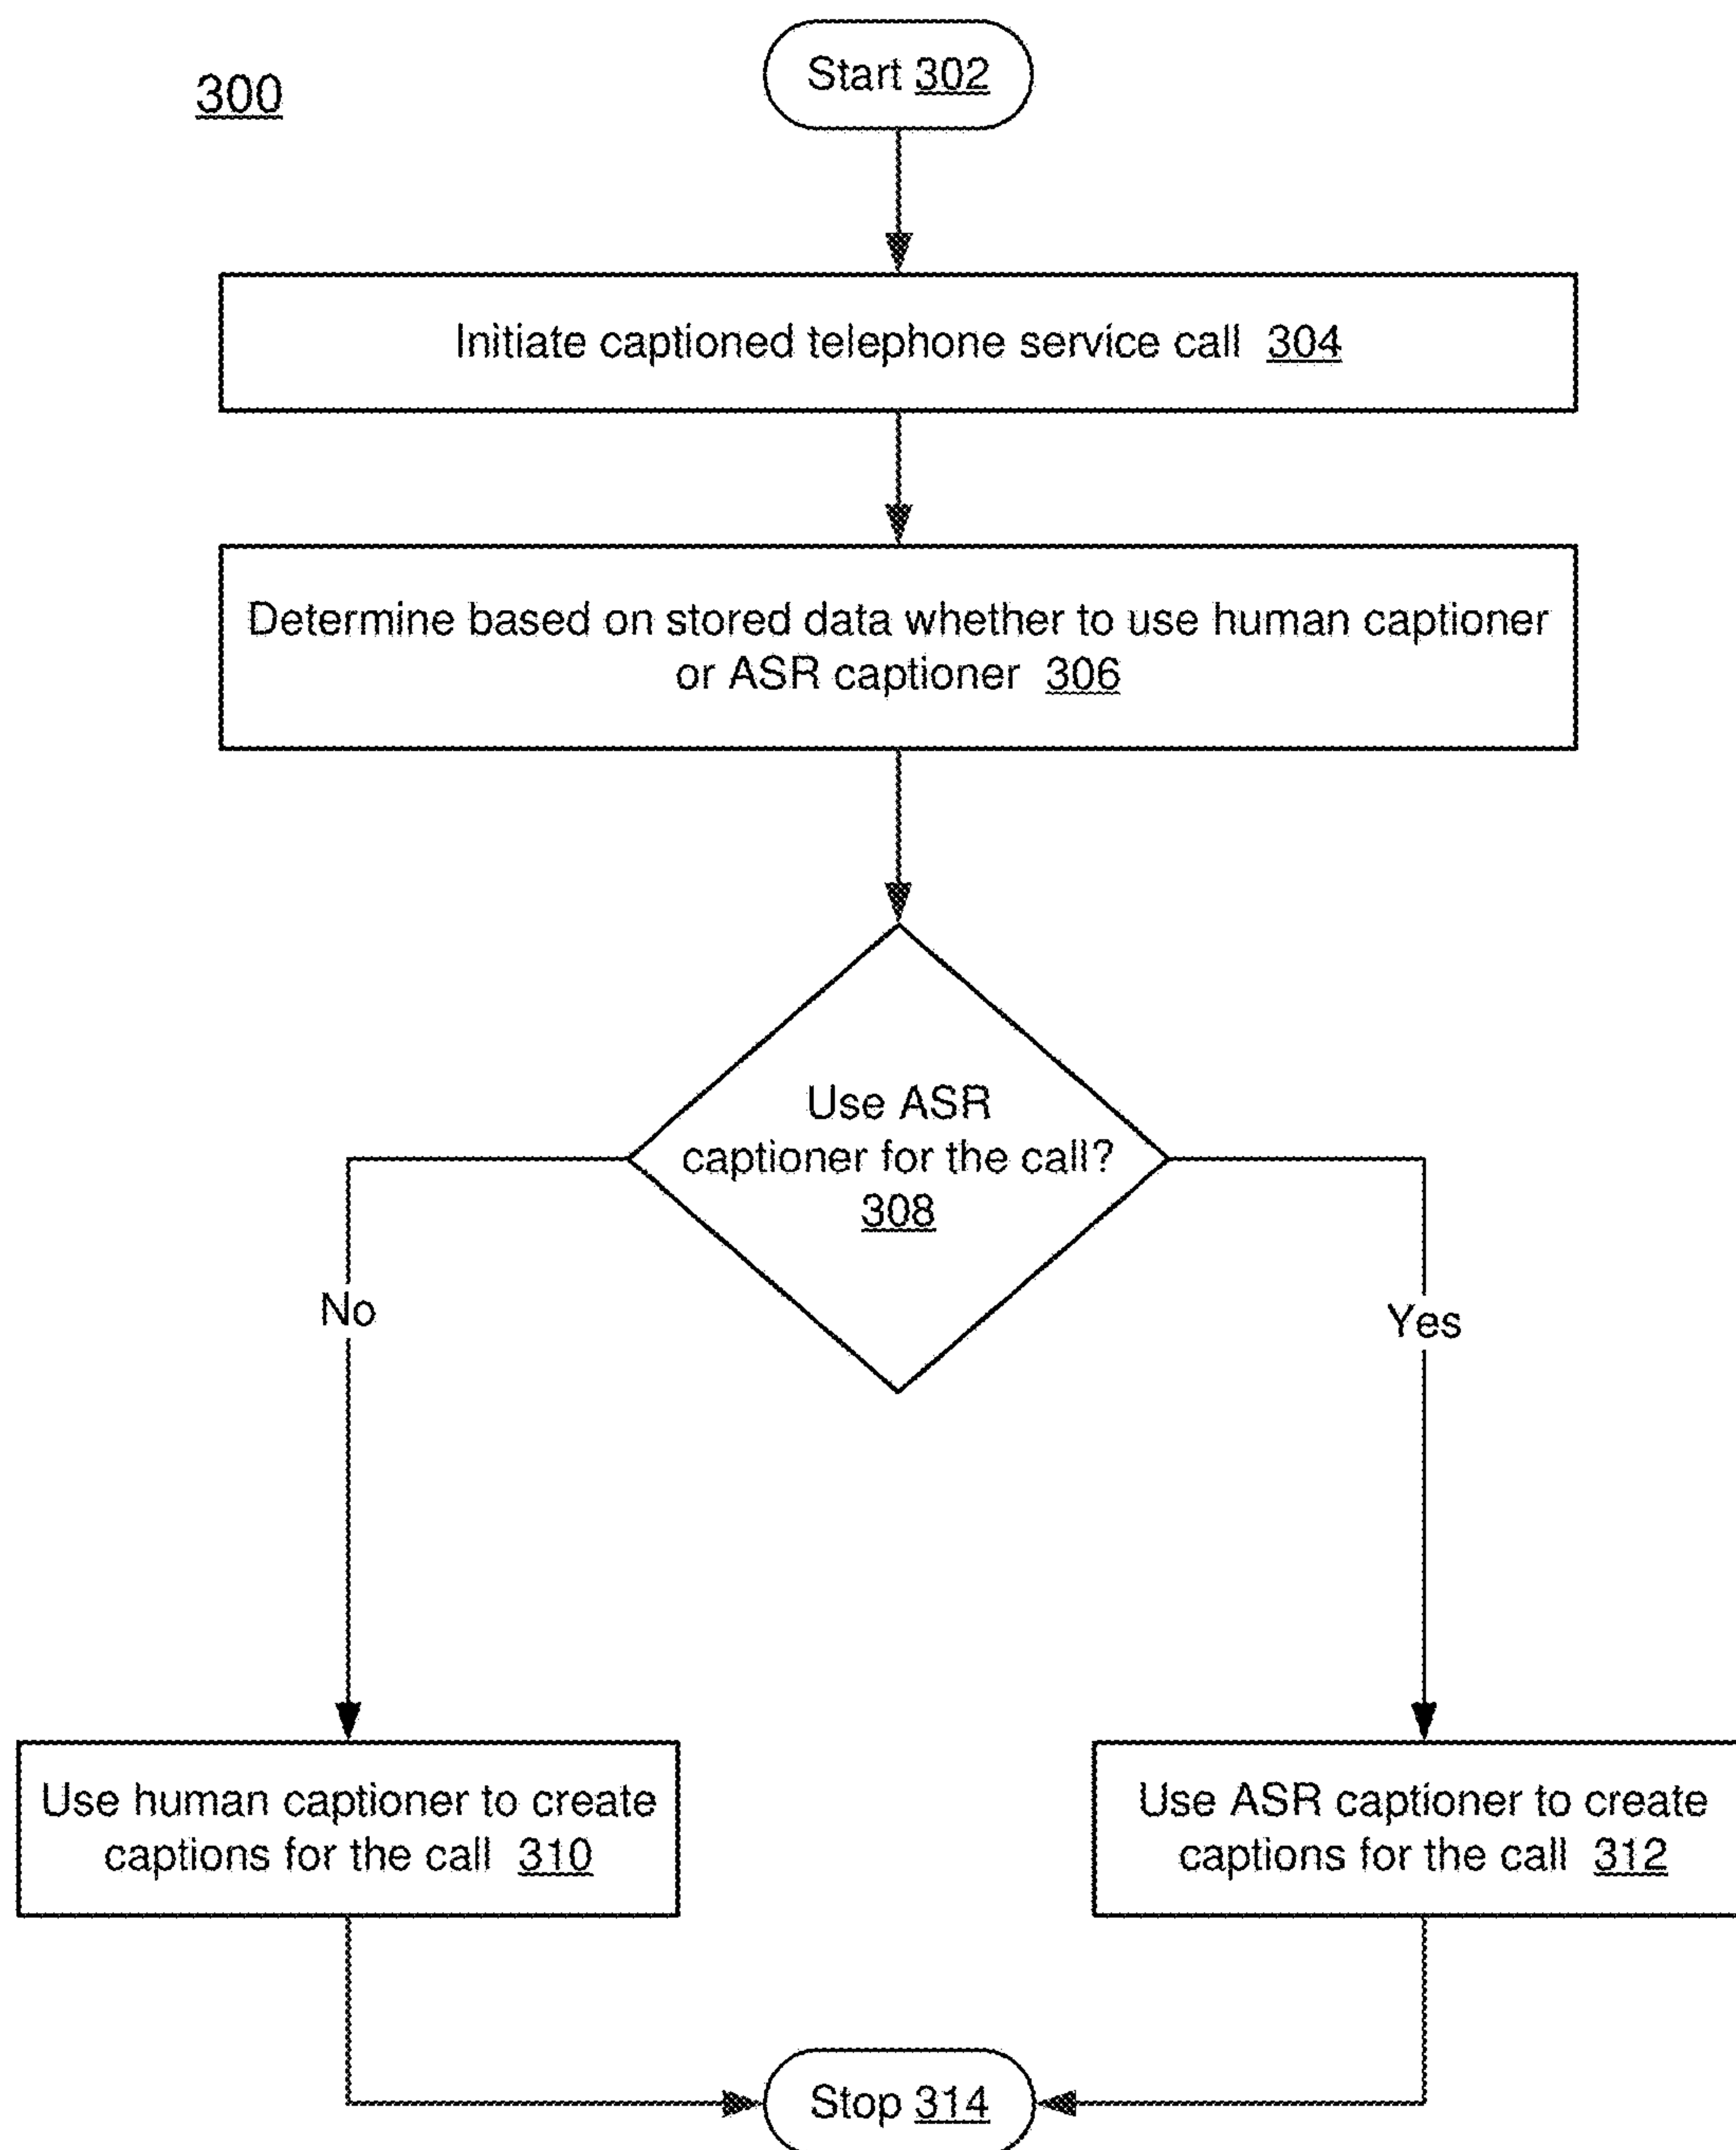 300
Start 302
Initiate captioned telephone service call 304
Determine based on stored data whether to use human captioner
or ASR captioner 306
Use ASR
captioner for the call?
308
No
Yes
Use human captioner to create
captions for the call 310
Use ASR captioner to create
captions for the call 312
Stop 314